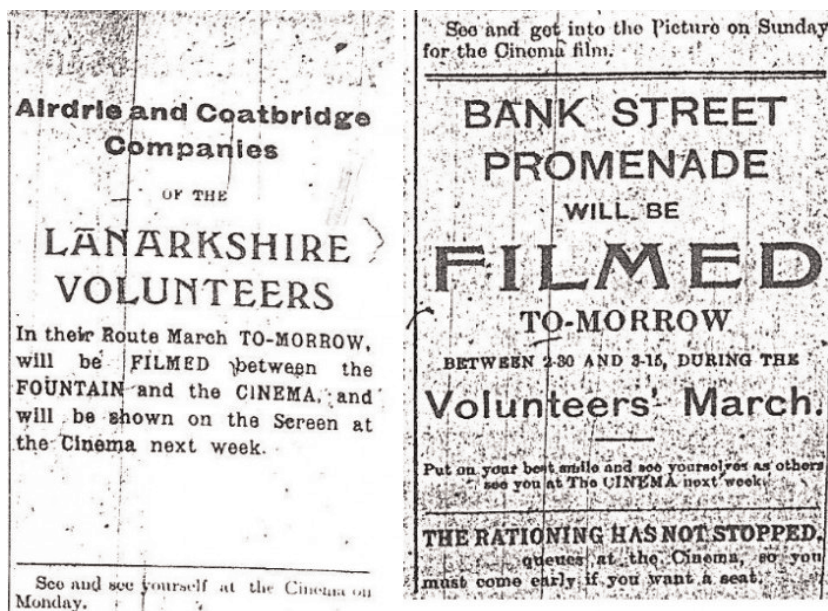 Airdrie and Coatbridge
Companies
OF THE
LANARKSHIRE
VOLUNTEERS
In their Route March TO-MORROW,
will be FILMED between the
FOUNTAIN and the CINEMA, and
will be shown on the Screen at
the Cinema next week.
See and see yourself at the Cinema on
Monday.
See and get into the Picture on Sunday
for the Cinema film.
BANK STREET
PROMENADE
WILL BE
FILMED
TO-MORROW
BETWEEN 2-30 AND 3-15, DURING THE
Volunteers' March.
Put on your best smile and see yourselves as others
see you at The CINEMA next week.
THE RATIONING HAS NOT STOPPED.
queues at the Cinema, so you
must come early if you want a seat.